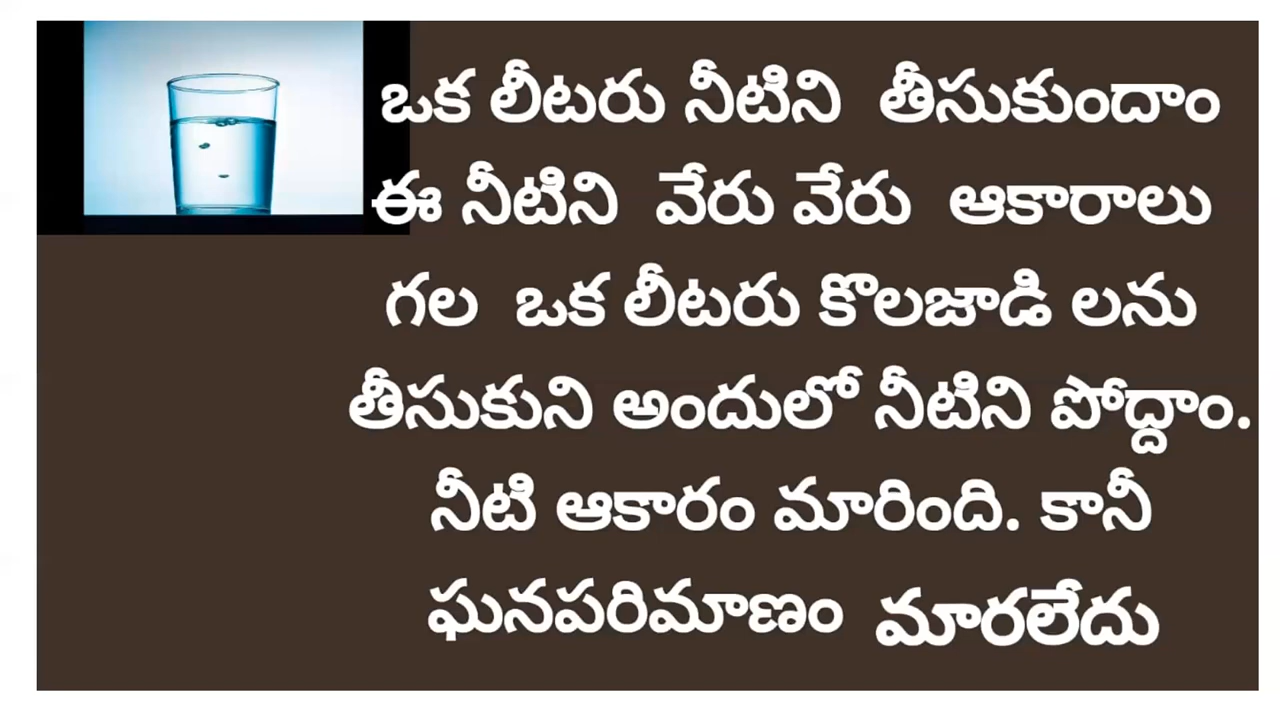 ఒక లీటరు నీటిని తీసుకుందాం
ఈ నీటిని వేరు వేరు ఆకారాలు
గల ఒక లీటరు కొలజాడి లను
తీసుకుని అందులో నీటిని పోద్దాం.
నీటి ఆకారం మారింది. కానీ
ఘనపరిమాణం మారలేదు